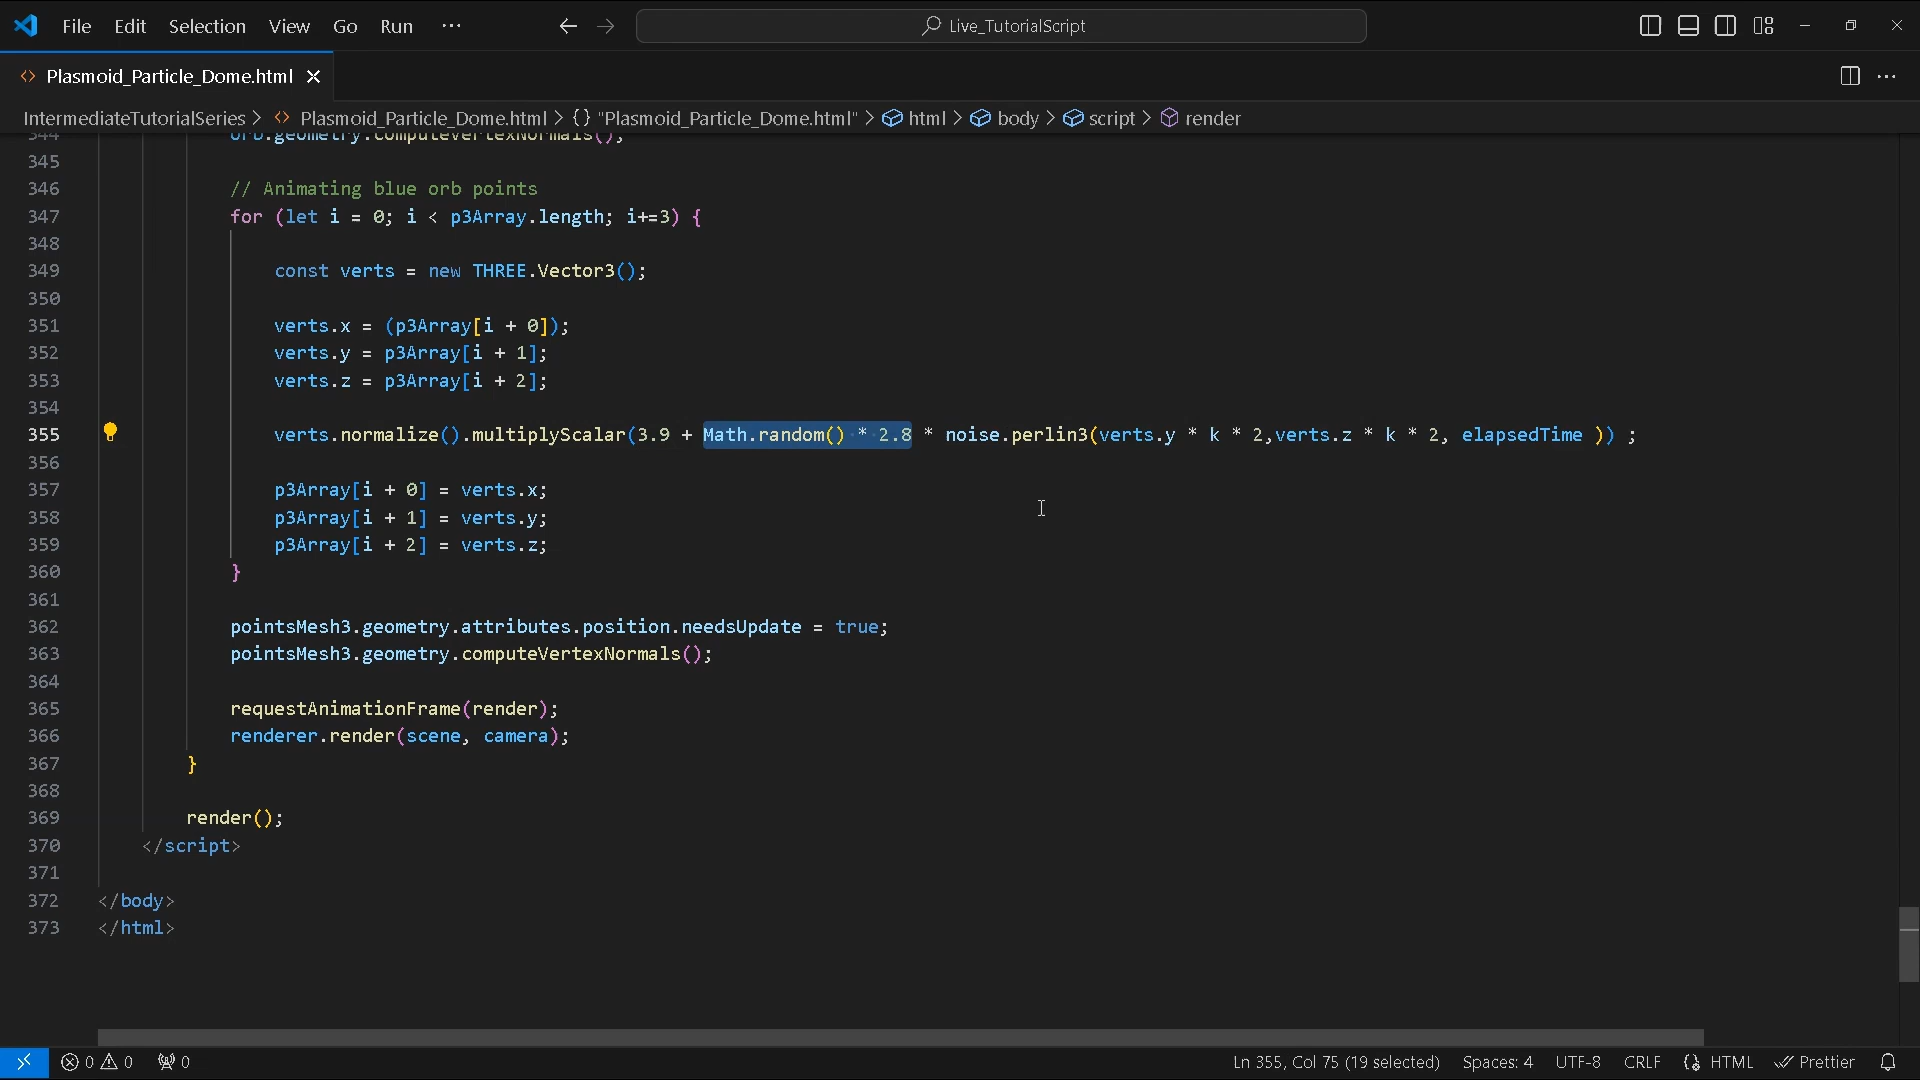 File Edit Selection View Go Run ··· Live_TutorialScript
Plasmoid_Particle_Dome.html
IntermediateTutorialSeries > Plasmoid_Particle_Dome.html > {} "Plasmoid_Particle_Dome.html" > html > body > script > render
344 orb.geometry.computeVertexNormals();
345
346 // Animating blue orb points
347 for (let i = 0; i < p3Array.length; i+=3) {
348
349 const verts = new THREE.Vector3();
350
351 verts.x = (p3Array[i + 0]);
352 verts.y = p3Array[i + 1];
353 verts.z = p3Array[i + 2];
354
355 verts.normalize().multiplyScalar(3.9 + Math.random() * 2.8 * noise.perlin3(verts.y * k * 2,verts.z * k * 2, elapsedTime )) ;
356
357 p3Array[i + 0] = verts.x;
358 p3Array[i + 1] = verts.y;
359 p3Array[i + 2] = verts.z;
360 }
361
362 pointsMesh3.geometry.attributes.position.needsUpdate = true;
363 pointsMesh3.geometry.computeVertexNormals();
364
365 requestAnimationFrame(render);
366 renderer.render(scene, camera);
367 }
368
369 render();
370 </script>
371
372 </body>
373 </html>
0 0 0 Ln 355, Col 75 (19 selected) Spaces: 4 UTF-8 CRLF HTML Prettier